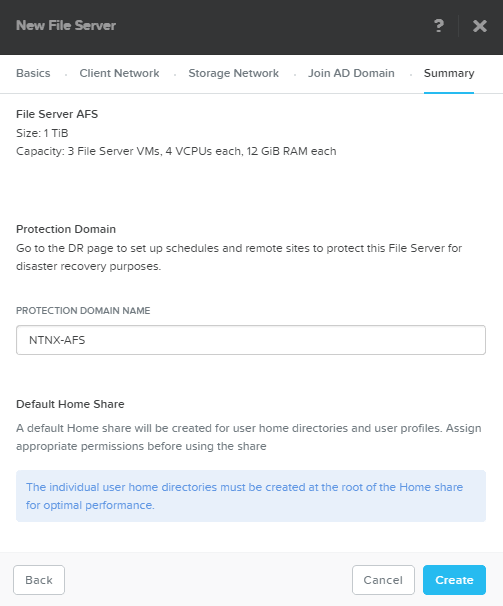 New File Server ? ×
Basics · Client Network · Storage Network · Join AD Domain · Summary
File Server AFS
Size: 1 TiB
Capacity: 3 File Server VMs, 4 VCPUs each, 12 GiB RAM each
Protection Domain
Go to the DR page to set up schedules and remote sites to protect this File Server for
disaster recovery purposes.
PROTECTION DOMAIN NAME
NTNX-AFS
Default Home Share
A default Home share will be created for user home directories and user profiles. Assign
appropriate permissions before using the share
The individual user home directories must be created at the root of the Home share
for optimal performance.
Back Cancel Create